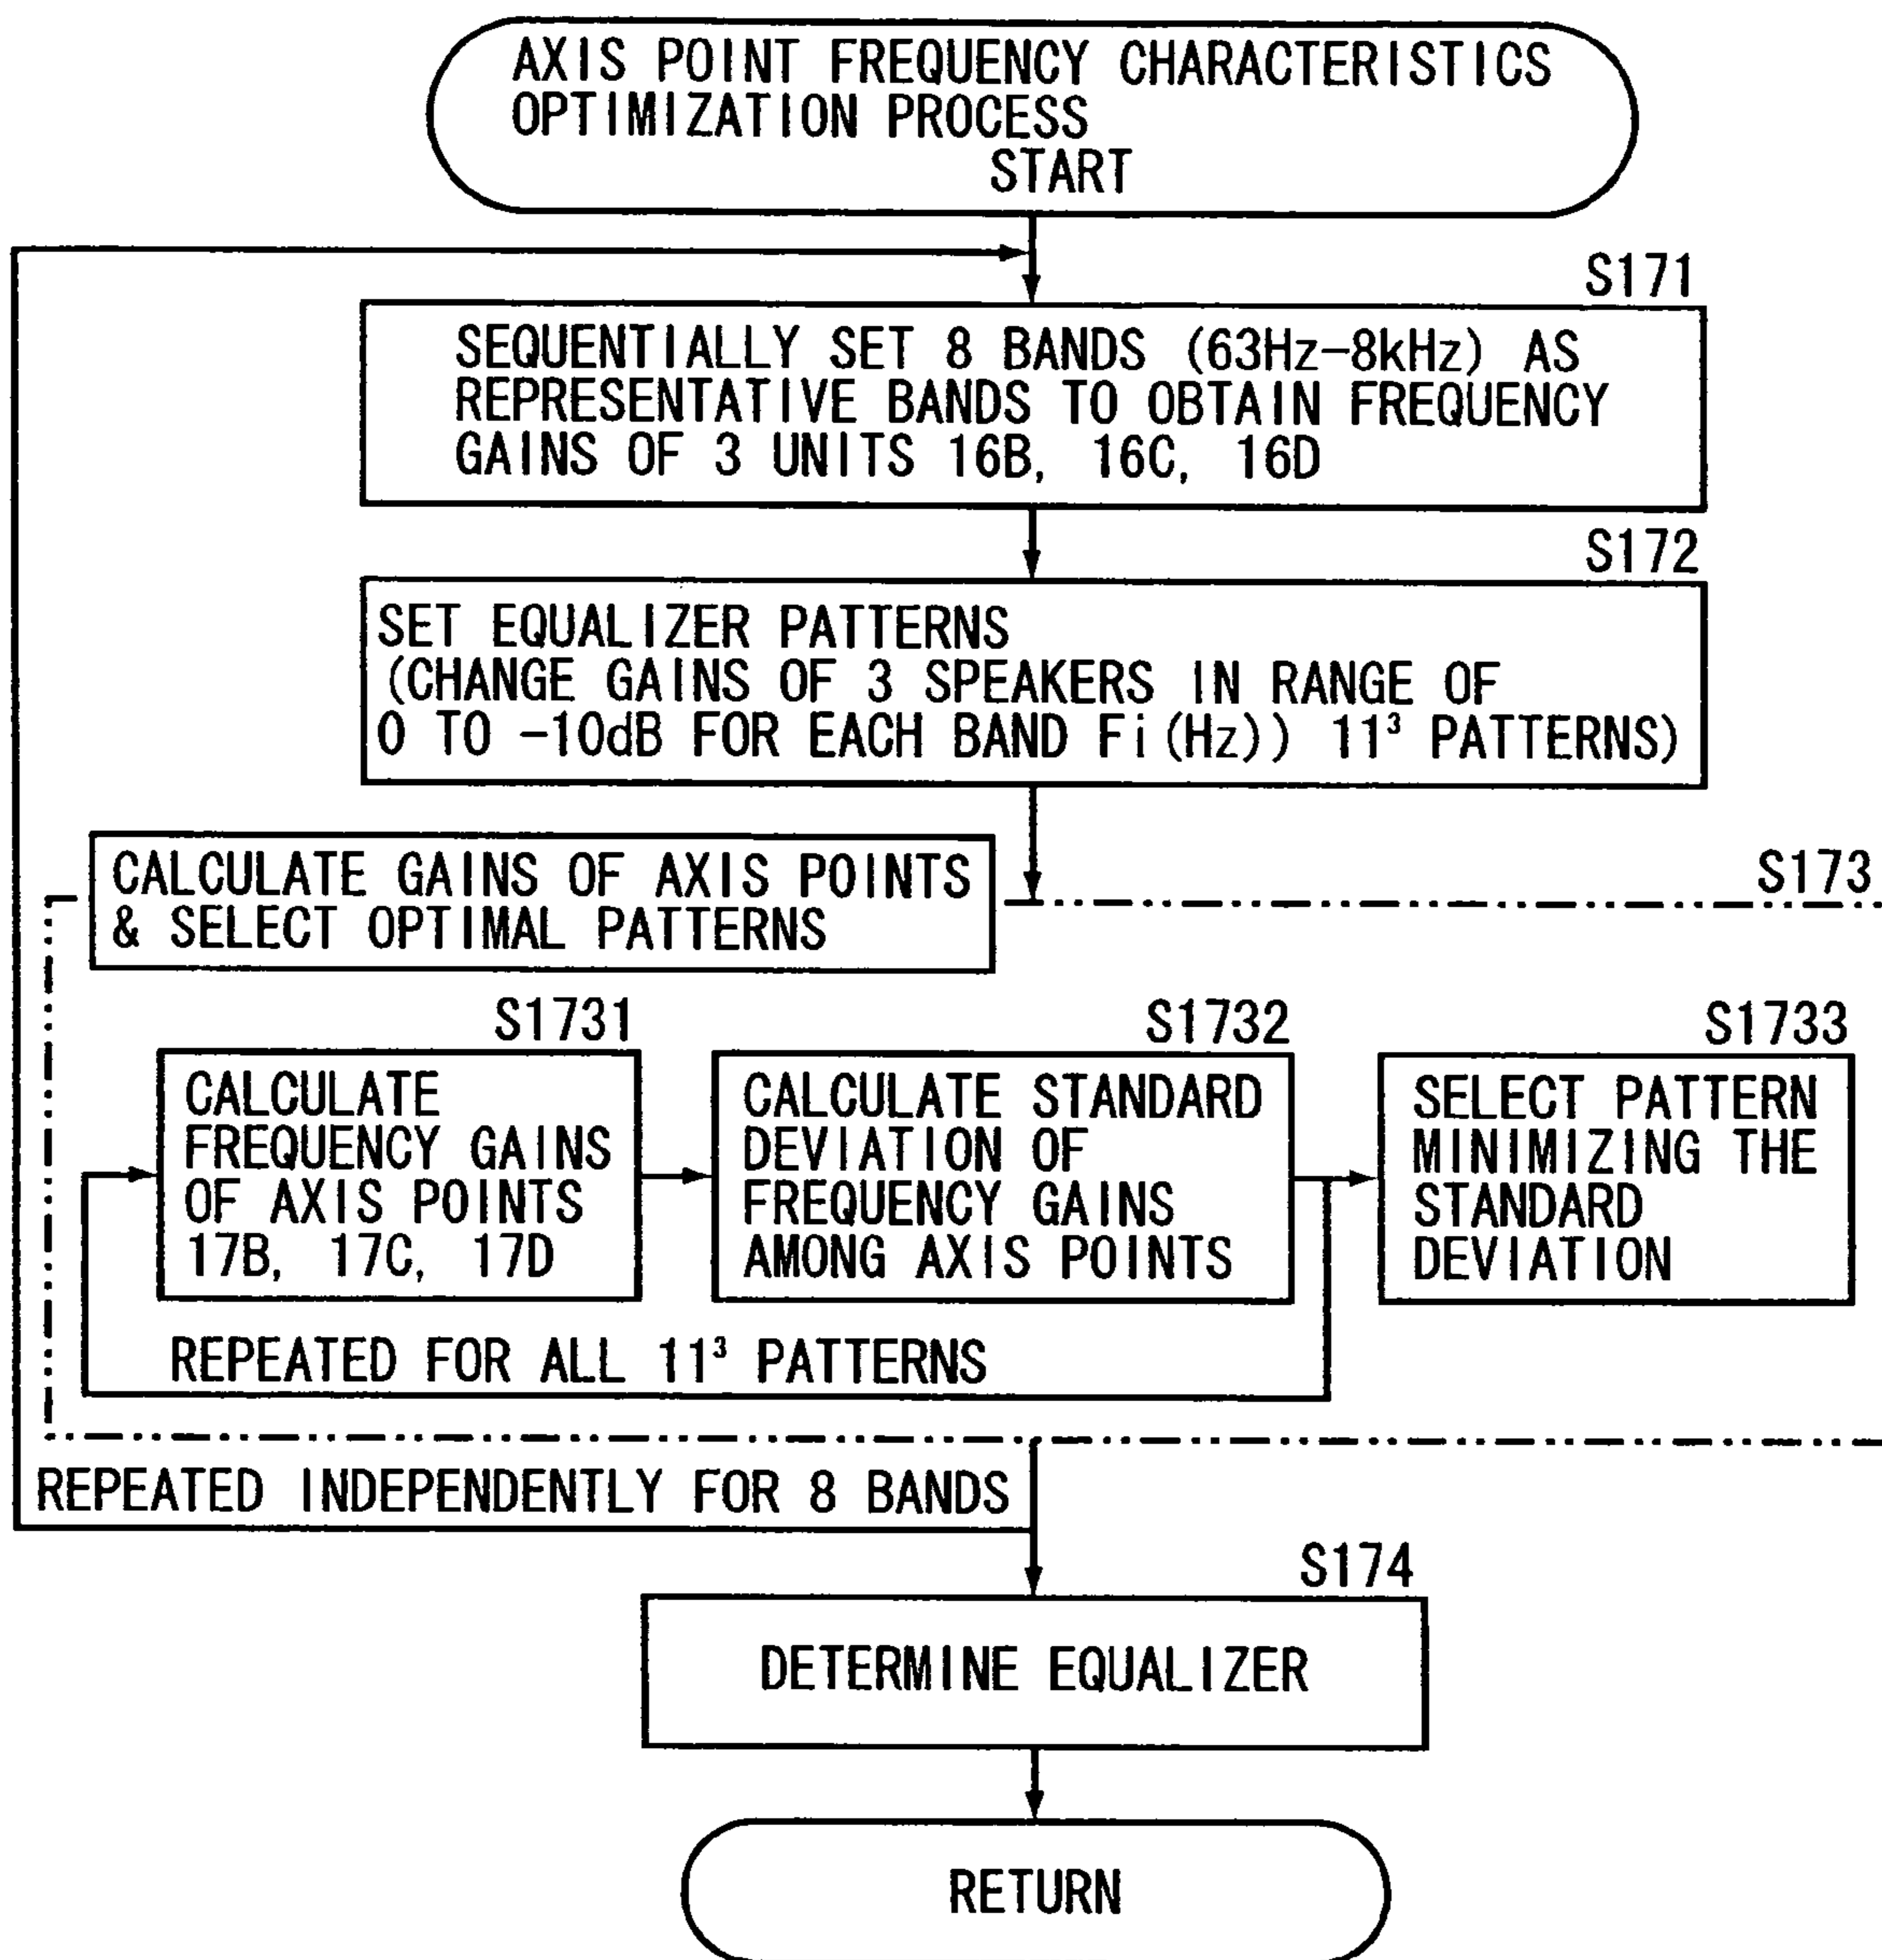 AXIS POINT FREQUENCY CHARACTERISTICS
OPTIMIZATION PROCESS
START
S171
SEQUENTIALLY SET 8 BANDS (63Hz-8kHz) AS
REPRESENTATIVE BANDS TO OBTAIN FREQUENCY
GAINS OF 3 UNITS 16B, 16C, 16D
S172
SET EQUALIZER PATTERNS
(CHANGE GAINS OF 3 SPEAKERS IN RANGE OF
0 TO -10dB FOR EACH BAND Fi(Hz)) 11³ PATTERNS)
CALCULATE GAINS OF AXIS POINTS
& SELECT OPTIMAL PATTERNS
S173
S1731
CALCULATE
FREQUENCY GAINS
OF AXIS POINTS
17B, 17C, 17D
S1732
CALCULATE STANDARD
DEVIATION OF
FREQUENCY GAINS
AMONG AXIS POINTS
S1733
SELECT PATTERN
MINIMIZING THE
STANDARD
DEVIATION
REPEATED FOR ALL 11³ PATTERNS
REPEATED INDEPENDENTLY FOR 8 BANDS
S174
DETERMINE EQUALIZER
RETURN